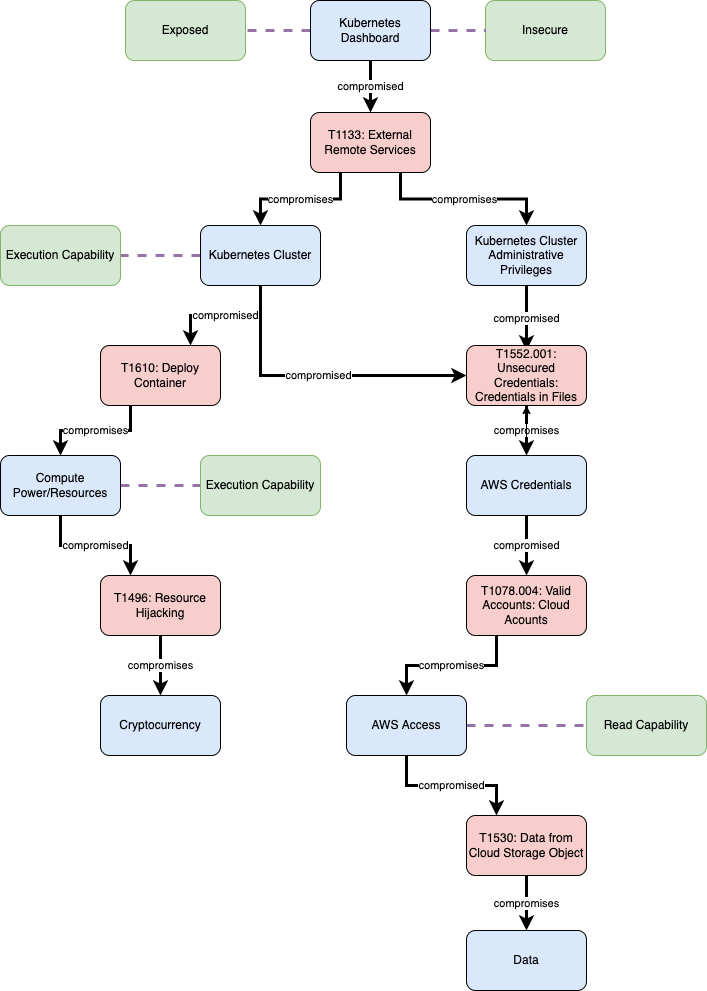 Exposed
Kubernetes
Dashboard
Insecure
compromised
T1133: External
Remote Services
compromises
compromises
Execution Capability
Kubernetes Cluster
Kubernetes Cluster
Administrative
Privileges
compromised
compromised
T1610: Deploy
Container
compromised
T1552.001:
Unsecured
Credentials:
Credentials in Files
compromises
compromises
Compute
Power/Resources
Execution Capability
AWS Credentials
compromised
compromised
T1496: Resource
Hijacking
T1078.004: Valid
Accounts: Cloud
Acounts
compromises
compromises
Cryptocurrency
AWS Access
Read Capability
compromised
T1530: Data from
Cloud Storage Object
compromises
Data